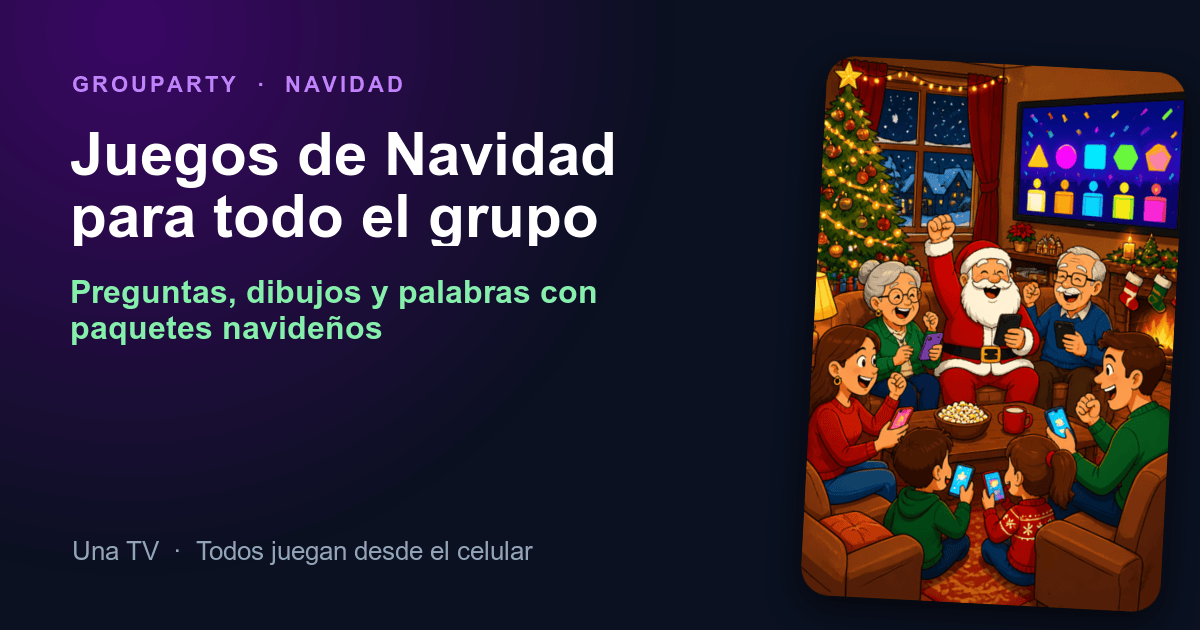 GROUPARTY · NAVIDAD
Juegos de Navidad
para todo el grupo
Preguntas, dibujos y palabras con
paquetes navideños
Una TV · Todos juegan desde el celular